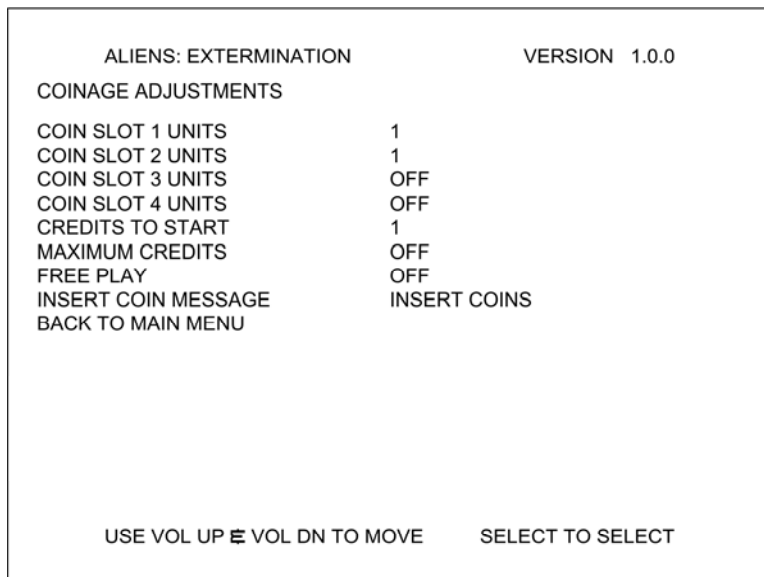 ALIENS: EXTERMINATION VERSION 1.0.0
COINAGE ADJUSTMENTS
COIN SLOT 1 UNITS 1
COIN SLOT 2 UNITS 1
COIN SLOT 3 UNITS OFF
COIN SLOT 4 UNITS OFF
CREDITS TO START 1
MAXIMUM CREDITS OFF
FREE PLAY OFF
INSERT COIN MESSAGE INSERT COINS
BACK TO MAIN MENU
USE VOL UP & VOL DN TO MOVE SELECT TO SELECT